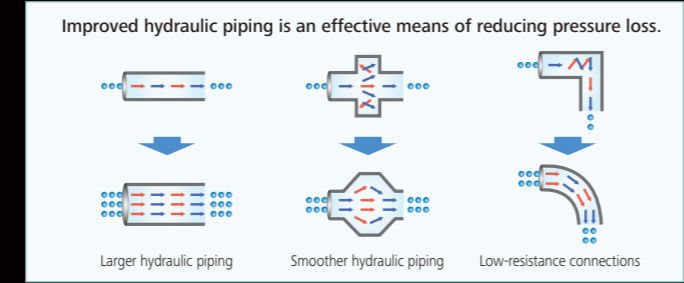 Improved hydraulic piping is an effective means of reducing pressure loss.
Larger hydraulic piping
Smoother hydraulic piping
Low-resistance connections